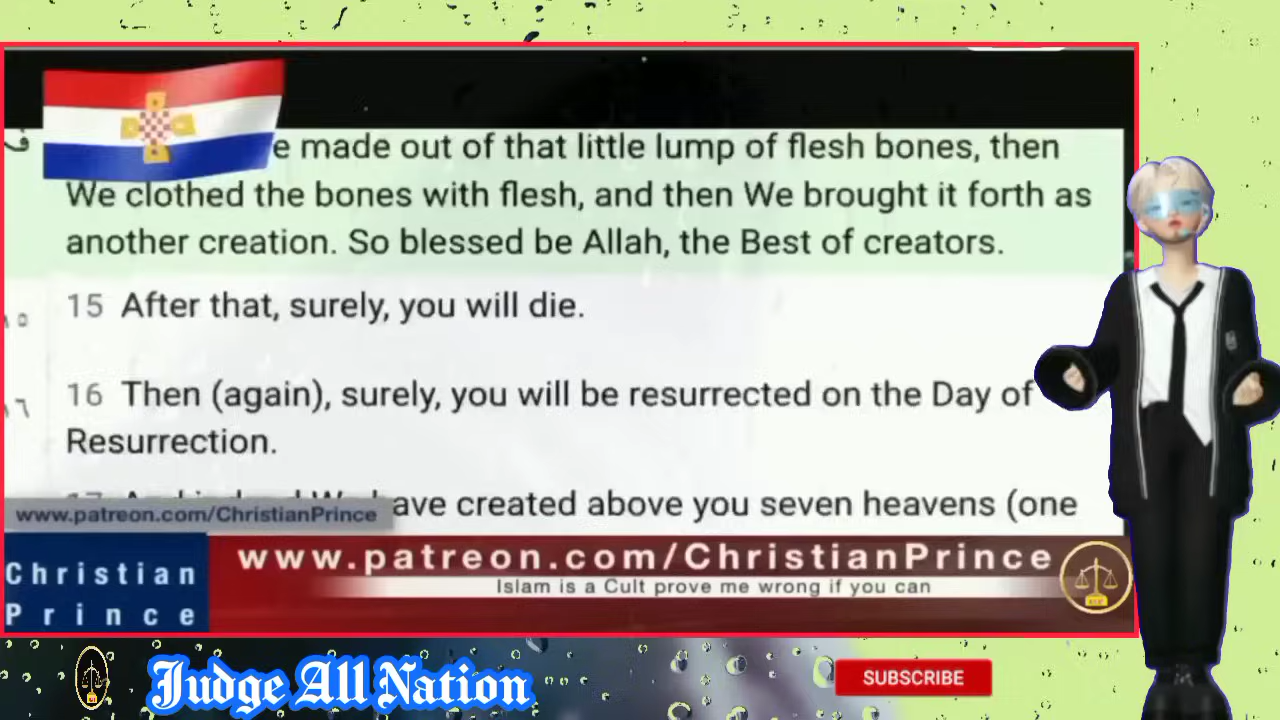 e made out of that little lump of flesh bones, then
We clothed the bones with flesh, and then We brought it forth as
another creation. So blessed be Allah, the Best of creators.
١٥
15 After that, surely, you will die.
١٦
16 Then (again), surely, you will be resurrected on the Day of
Resurrection.
have created above you seven heavens (one
www.patreon.com/ChristianPrince
Christian
Prince
www.patreon.com/ChristianPrince
Islam is a Cult prove me wrong if you can
Judge All Nation
SUBSCRIBE